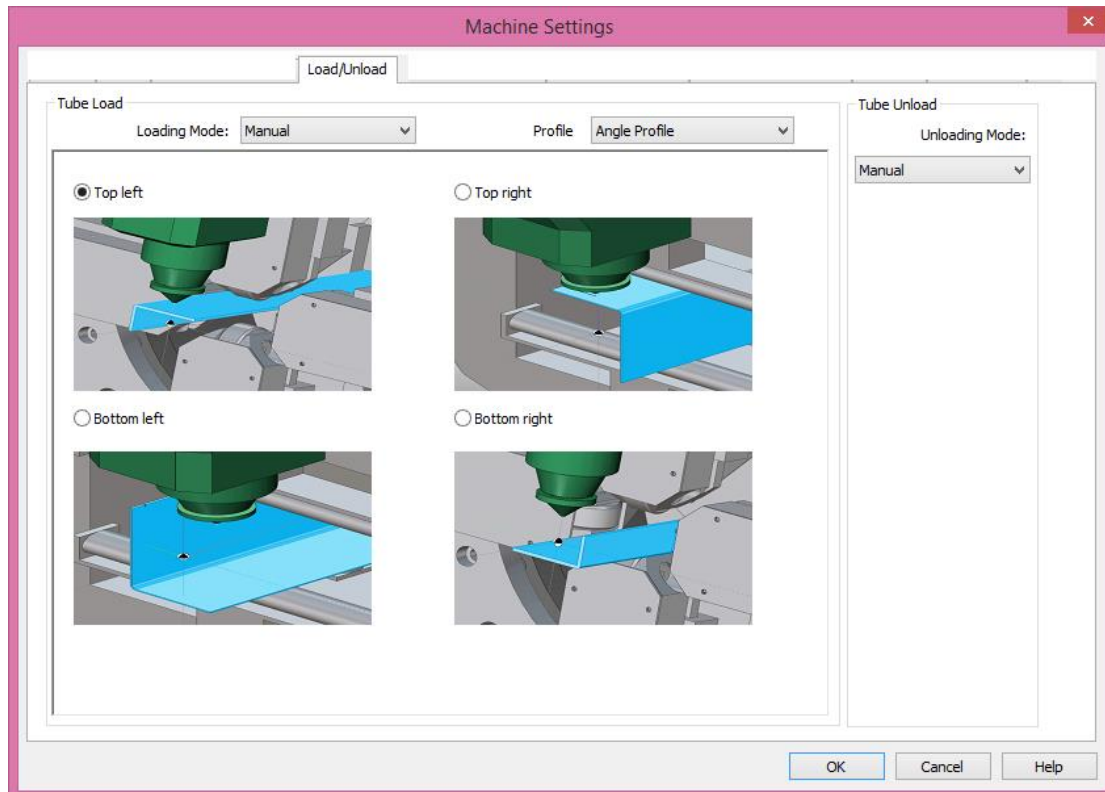 Machine Settings
Load/Unload
Tube Load
Loading Mode: Manual
Profile Angle Profile
Top left
Top right
Bottom left
Bottom right
Tube Unload
Unloading Mode:
Manual
OK
Cancel
Help